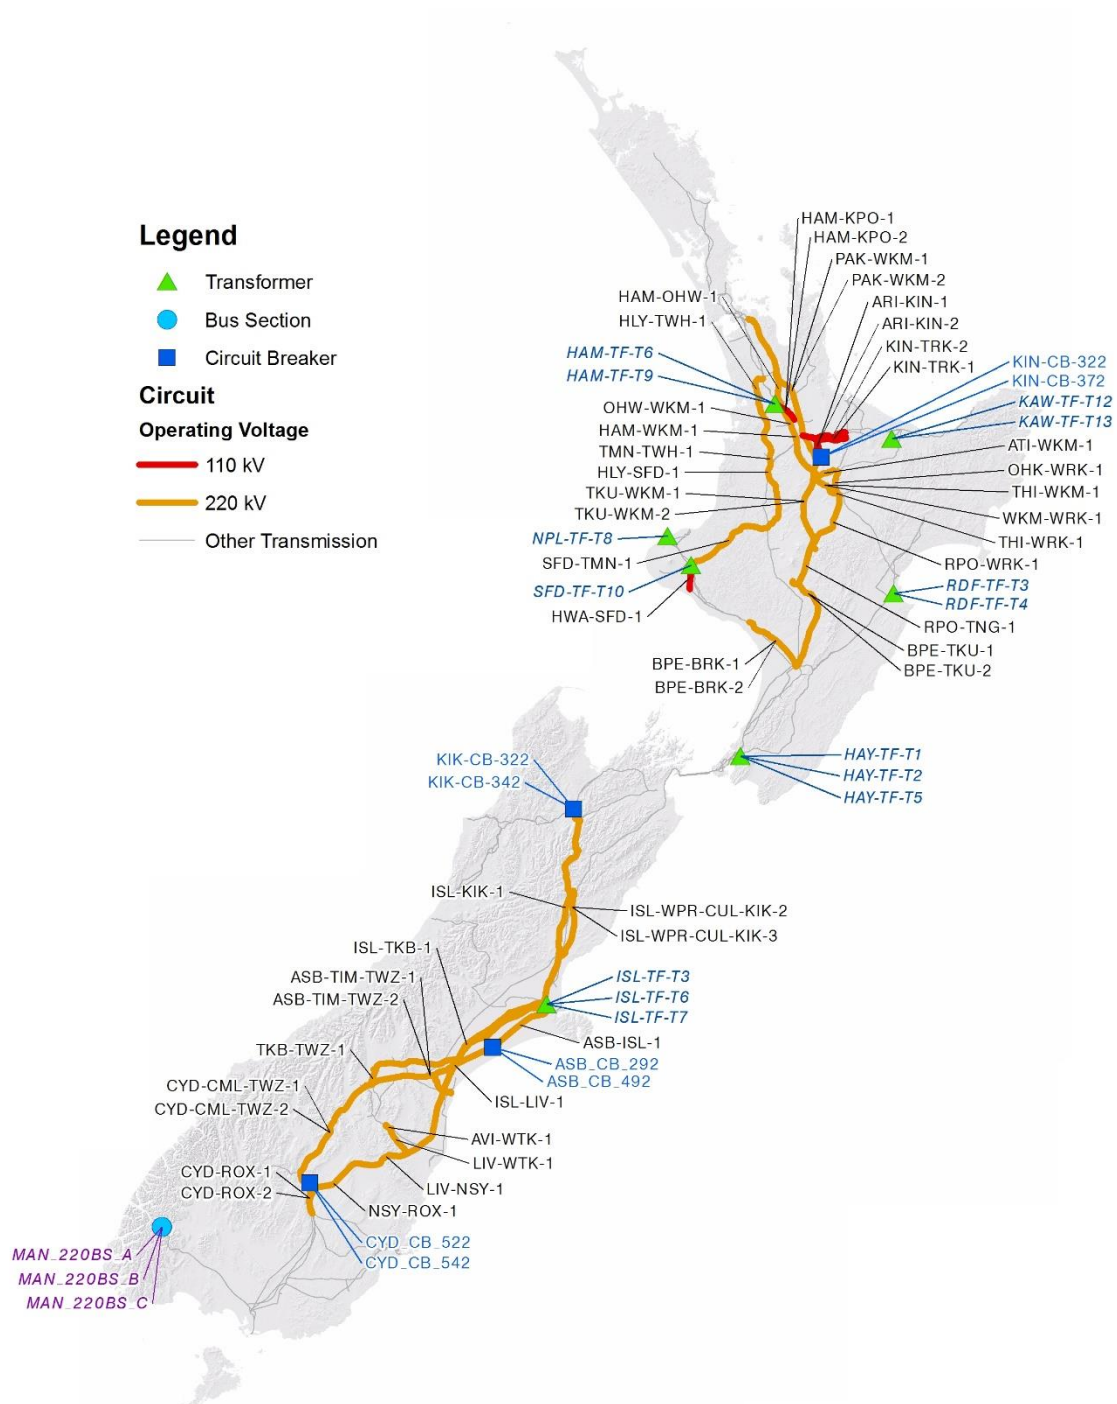 Legend
Transformer
Bus Section
Circuit Breaker
Circuit
Operating Voltage
110 kV
220 kV
Other Transmission
HAM-KPO-1
HAM-KPO-2
PAK-WKM-1
PAK-WKM-2
ARI-KIN-1
ARI-KIN-2
KIN-TRK-2
KIN-TRK-1
KIN-CB-322
KIN-CB-372
KAW-TF-T12
KAW-TF-T13
ATI-WKM-1
OHK-WRK-1
THI-WKM-1
WKM-WRK-1
THI-WRK-1
RPO-WRK-1
RDF-TF-T3
RDF-TF-T4
RPO-TNG-1
BPE-TKU-1
BPE-TKU-2
HAM-OHW-1
HLY-TWH-1
HAM-TF-T6
HAM-TF-T9
OHW-WKM-1
HAM-WKM-1
TMN-TWH-1
HLY-SFD-1
TKU-WKM-1
TKU-WKM-2
NPL-TF-T8
SFD-TMN-1
SFD-TF-T10
HWA-SFD-1
BPE-BRK-1
BPE-BRK-2
HAY-TF-T1
HAY-TF-T2
HAY-TF-T5
KIK-CB-322
KIK-CB-342
ISL-KIK-1
ISL-WPR-CUL-KIK-2
ISL-WPR-CUL-KIK-3
ISL-TKB-1
ASB-TIM-TWZ-1
ASB-TIM-TWZ-2
ISL-TF-T3
ISL-TF-T6
ISL-TF-T7
ASB-ISL-1
ASB_CB_292
ASB_CB_492
TKB-TWZ-1
CYD-CML-TWZ-1
CYD-CML-TWZ-2
ISL-LIV-1
AVI-WTK-1
LIV-WTK-1
LIV-NSY-1
NSY-ROX-1
CYD-ROX-1
CYD-ROX-2
CYD_CB_522
CYD_CB_542
MAN_220BS_A
MAN_220BS_B
MAN_220BS_C